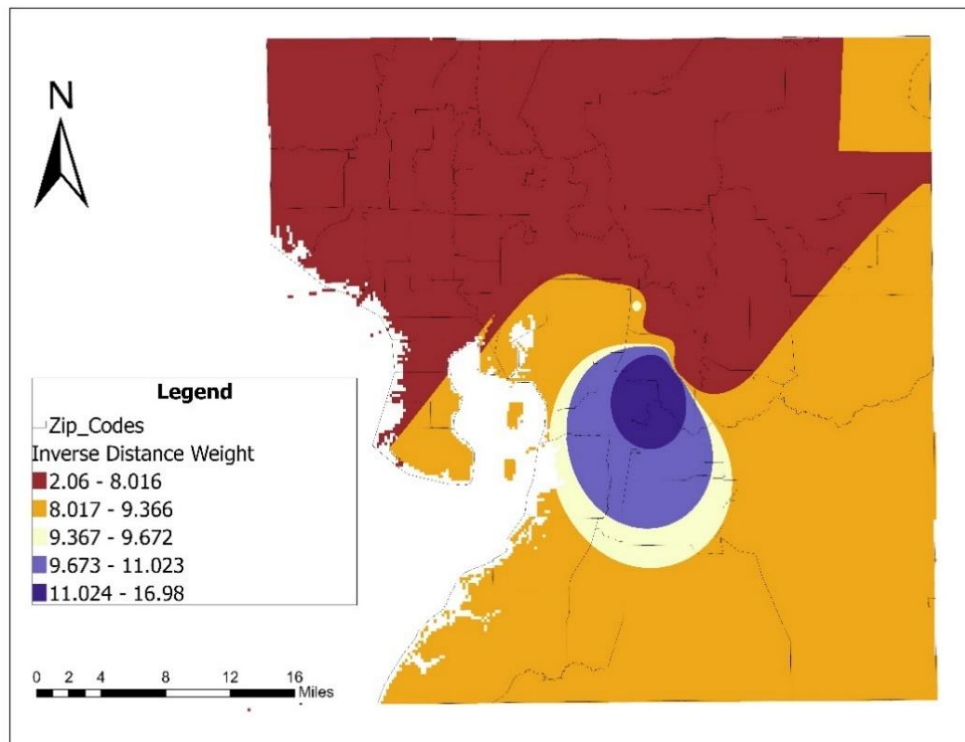 N
Legend
Zip_Codes
Inverse Distance Weight
2.06 - 8.016
8.017 - 9.366
9.367 - 9.672
9.673 - 11.023
11.024 - 16.98
0 2 4 8 12 16
Miles